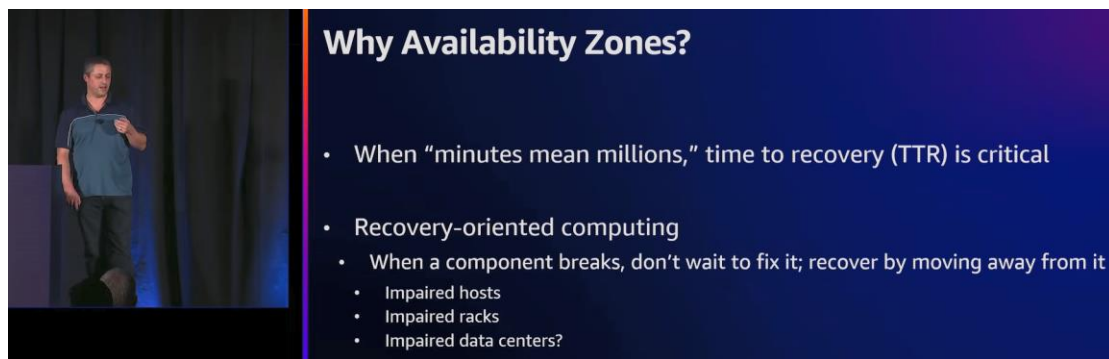 Why Availability Zones?
• When “minutes mean millions,” time to recovery (TTR) is critical
• Recovery-oriented computing
• When a component breaks, don’t wait to fix it; recover by moving away from it
• Impaired hosts
• Impaired racks
• Impaired data centers?